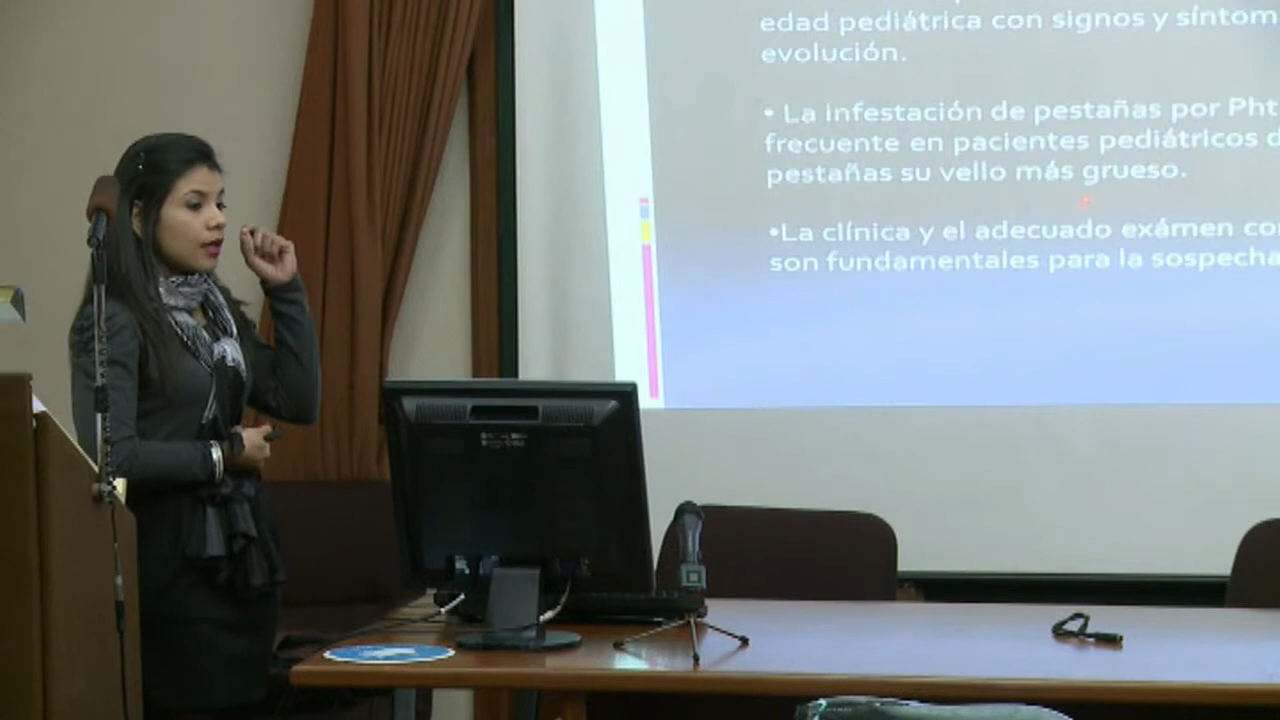 edad pediátrica con signos y síntom
evolución.
• La infestación de pestañas por Pht
frecuente en pacientes pediátricos d
pestañas su vello más grueso.
•La clínica y el adecuado exámen co
son fundamentales para la sospecha